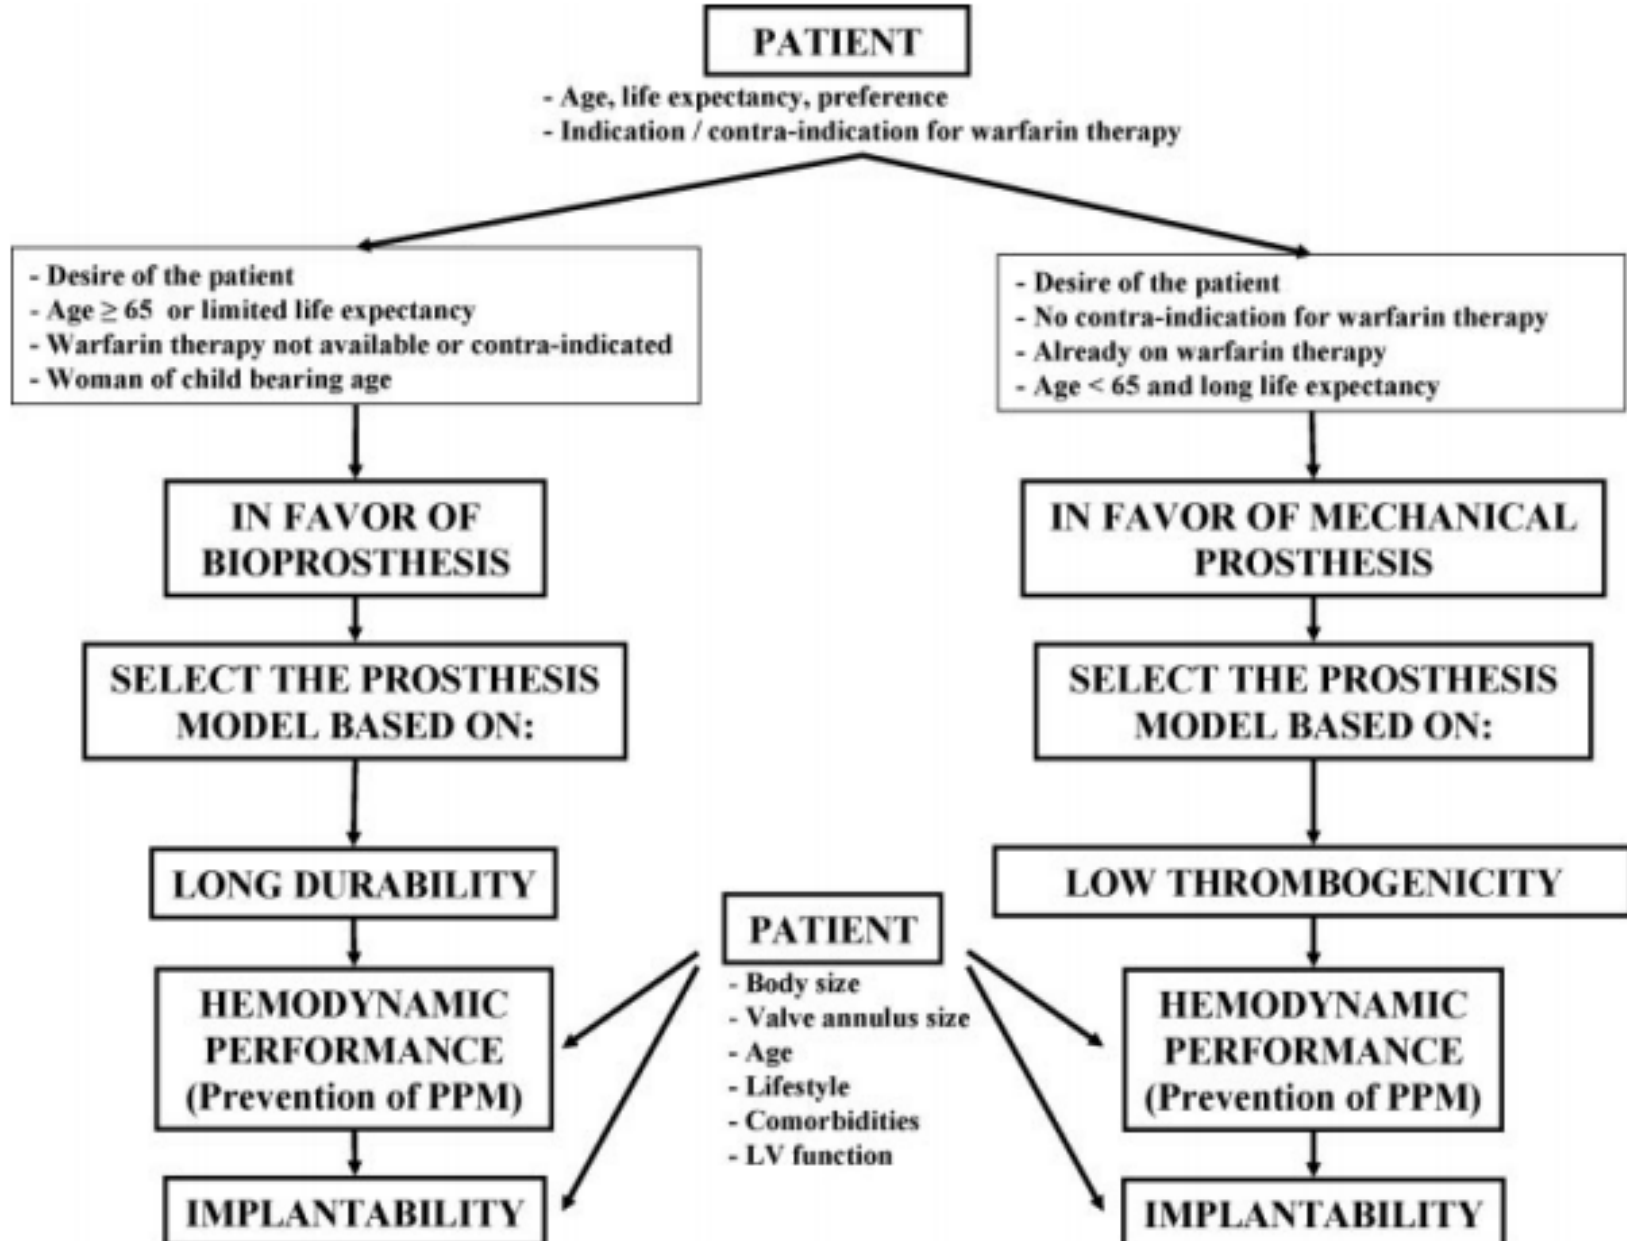 PATIENT
- Age, life expectancy, preference
- Indication / contra-indication for warfarin therapy
- Desire of the patient
- Age ≥ 65 or limited life expectancy
- Warfarin therapy not available or contra-indicated
- Woman of child bearing age
- Desire of the patient
- No contra-indication for warfarin therapy
- Already on warfarin therapy
- Age < 65 and long life expectancy
IN FAVOR OF
BIOPROSTHESIS
IN FAVOR OF MECHANICAL
PROSTHESIS
SELECT THE PROSTHESIS
MODEL BASED ON:
SELECT THE PROSTHESIS
MODEL BASED ON:
LONG DURABILITY
LOW THROMBOGENICITY
PATIENT
- Body size
- Valve annulus size
- Age
- Lifestyle
- Comorbidities
- LV function
HEMODYNAMIC
PERFORMANCE
(Prevention of PPM)
HEMODYNAMIC
PERFORMANCE
(Prevention of PPM)
IMPLANTABILITY
IMPLANTABILITY